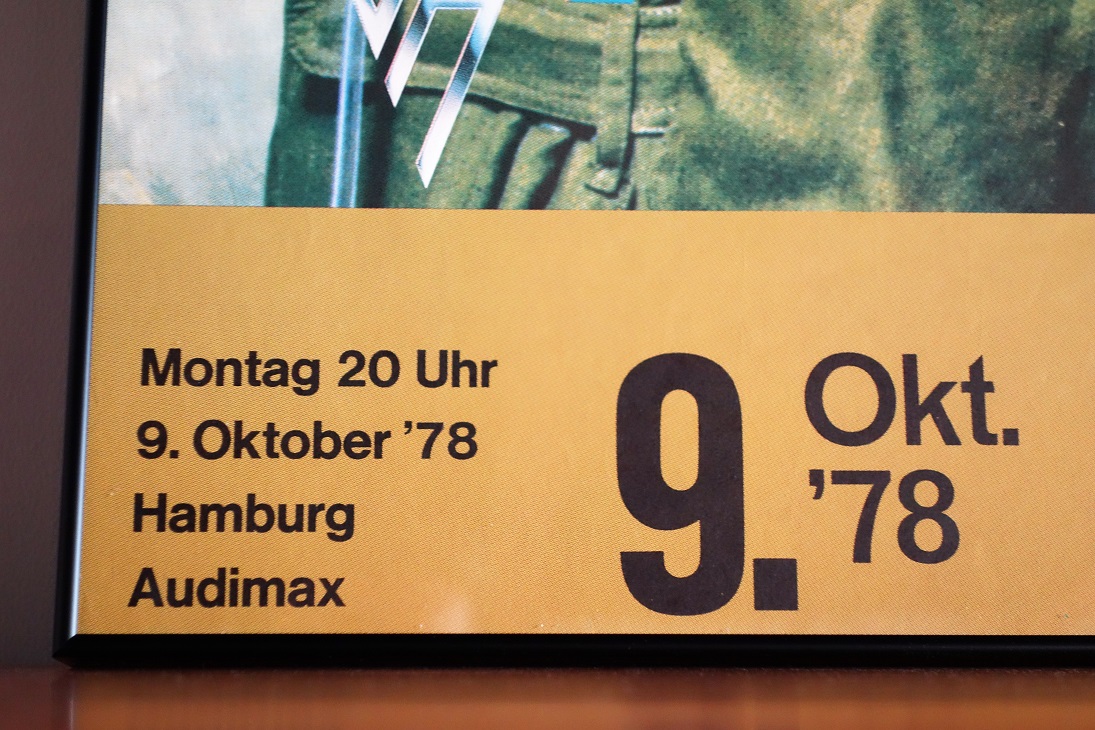 Montag 20 Uhr
9. Oktober ’78
Hamburg
Audimax
9. Okt.
’78